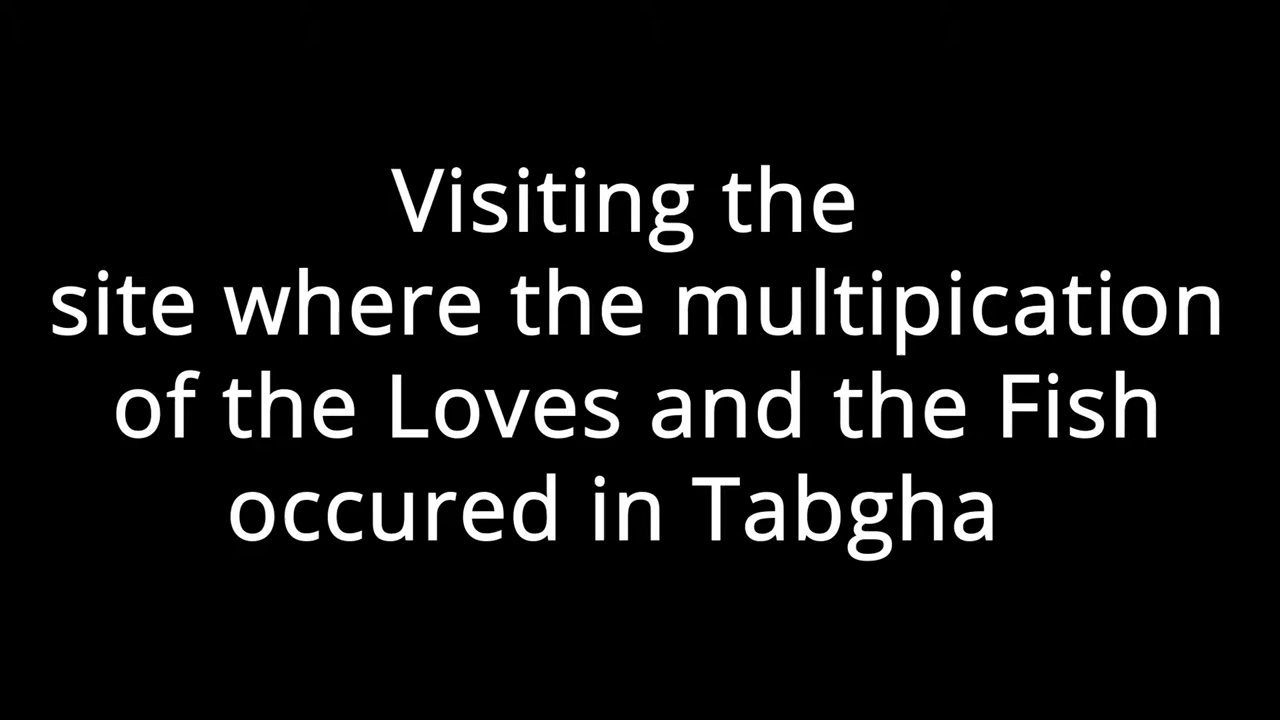 Visiting the
site where the multipication
of the Loves and the Fish
occured in Tabgha